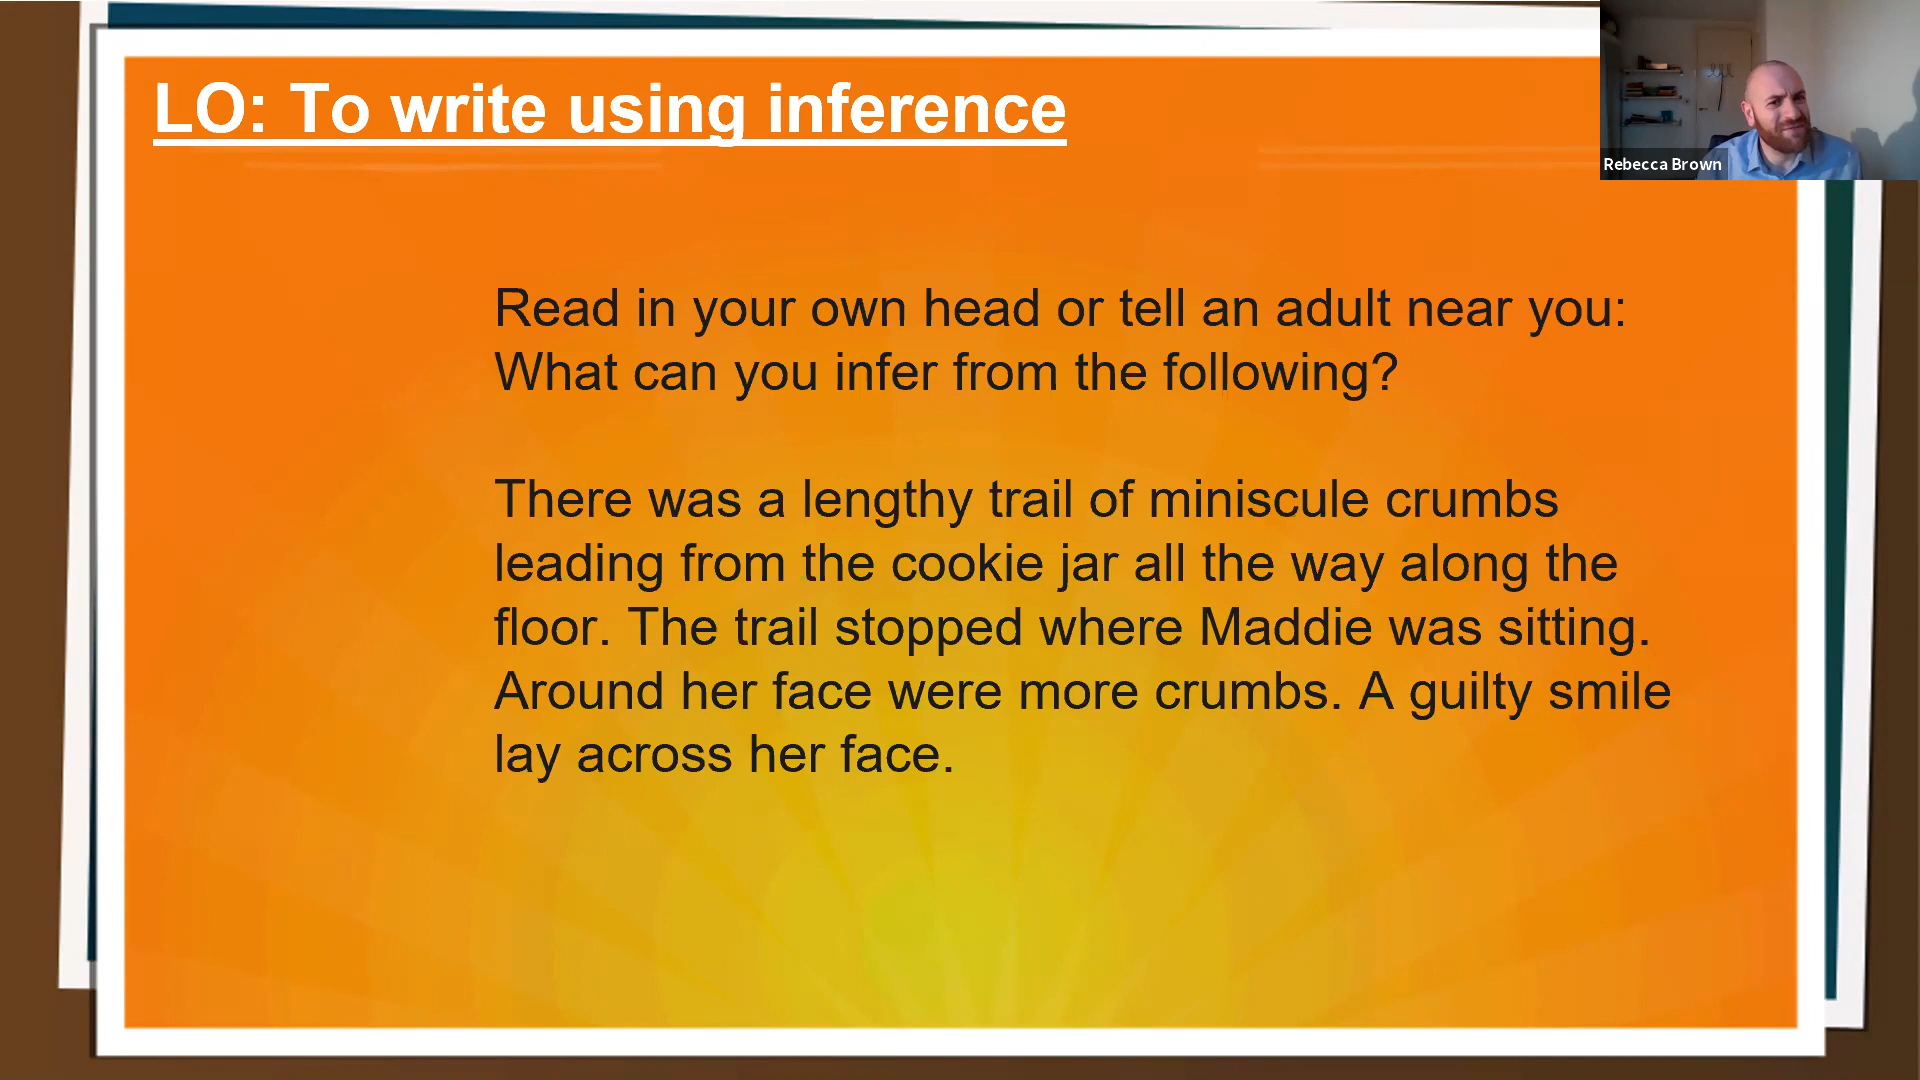 LO: To write using inference
Rebecca Brown
Read in your own head or tell an adult near you:
What can you infer from the following?
There was a lengthy trail of miniscule crumbs
leading from the cookie jar all the way along the
floor. The trail stopped where Maddie was sitting.
Around her face were more crumbs. A guilty smile
lay across her face.